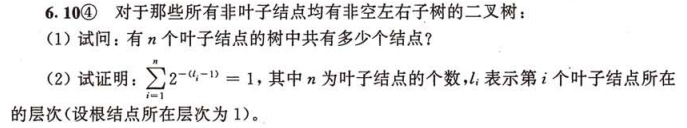 6.10④ 对于那些所有非叶子结点均有非空左右子树的二叉树：
(1) 试问：有 n 个叶子结点的树中共有多少个结点？
(2) 试证明：$\sum_{i=1}^{n} 2^{-(l_i-1)} = 1$，其中 n 为叶子结点的个数，$l_i$ 表示第 i 个叶子结点所在
的层次(设根结点所在层次为 1)。